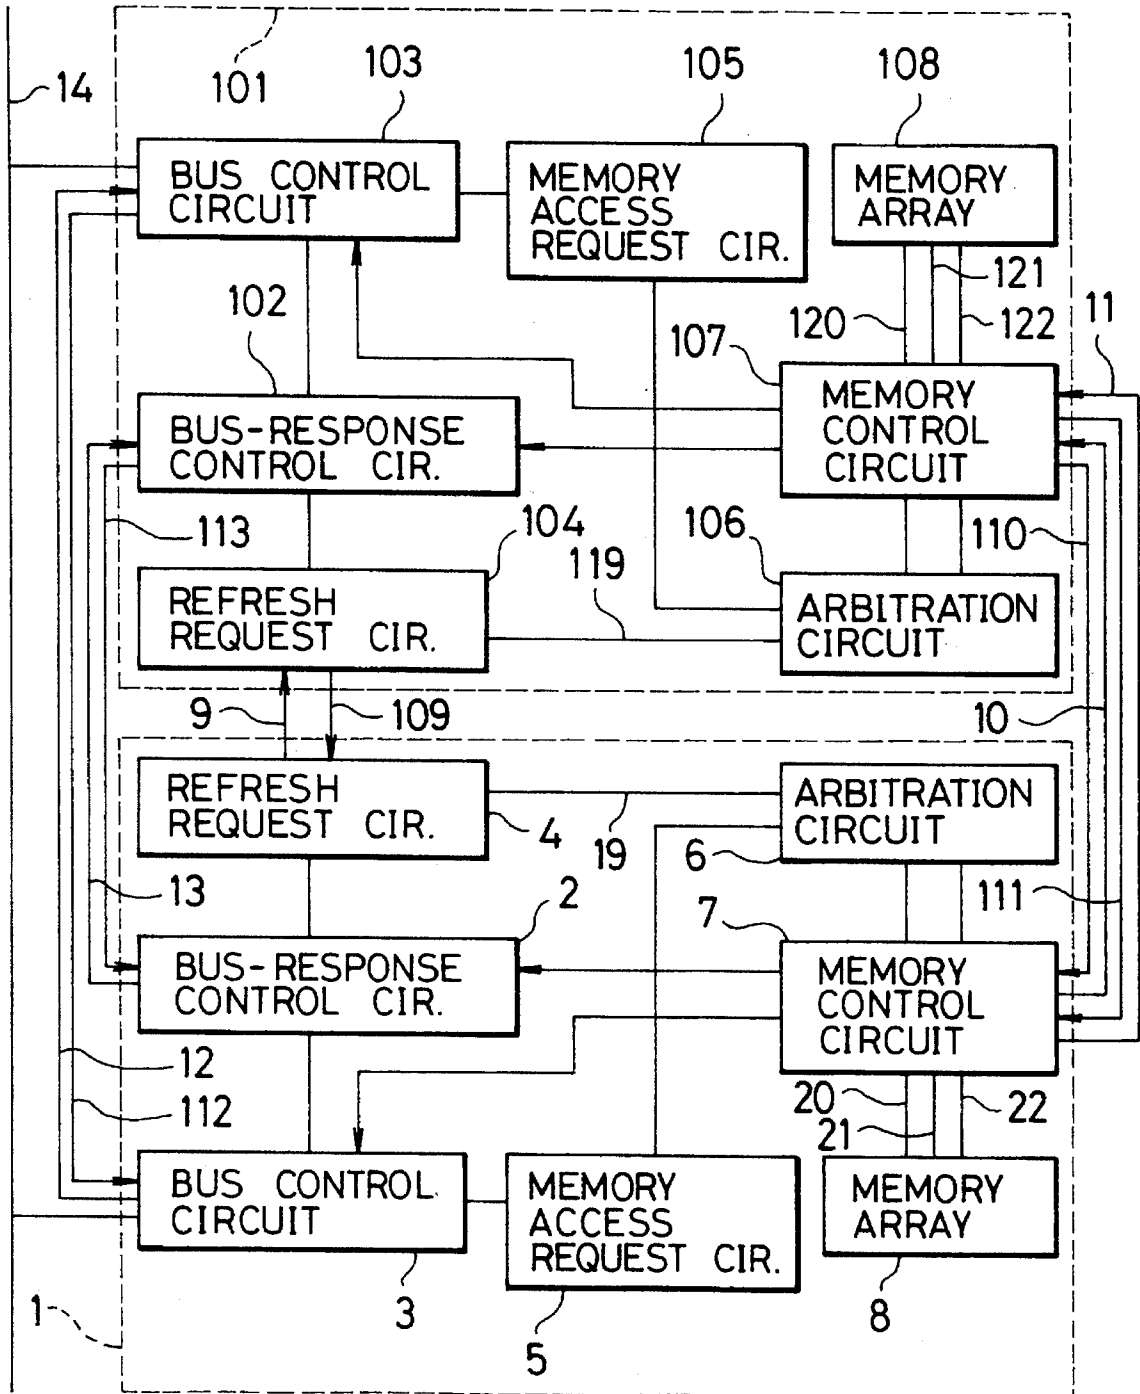 14
101
103
105
108
BUS CONTROL
CIRCUIT
MEMORY
ACCESS
REQUEST CIR.
MEMORY
ARRAY
121
120
122
11
102
107
BUS-RESPONSE
CONTROL CIR.
MEMORY
CONTROL
CIRCUIT
113
104
119
106
110
REFRESH
REQUEST CIR.
ARBITRATION
CIRCUIT
9
109
10
REFRESH
REQUEST CIR.
4
19
ARBITRATION
CIRCUIT
6
13
2
7
111
BUS-RESPONSE
CONTROL CIR.
MEMORY
CONTROL
CIRCUIT
12
112
20
21
22
BUS CONTROL
CIRCUIT
MEMORY
ACCESS
REQUEST CIR.
MEMORY
ARRAY
1
3
5
8